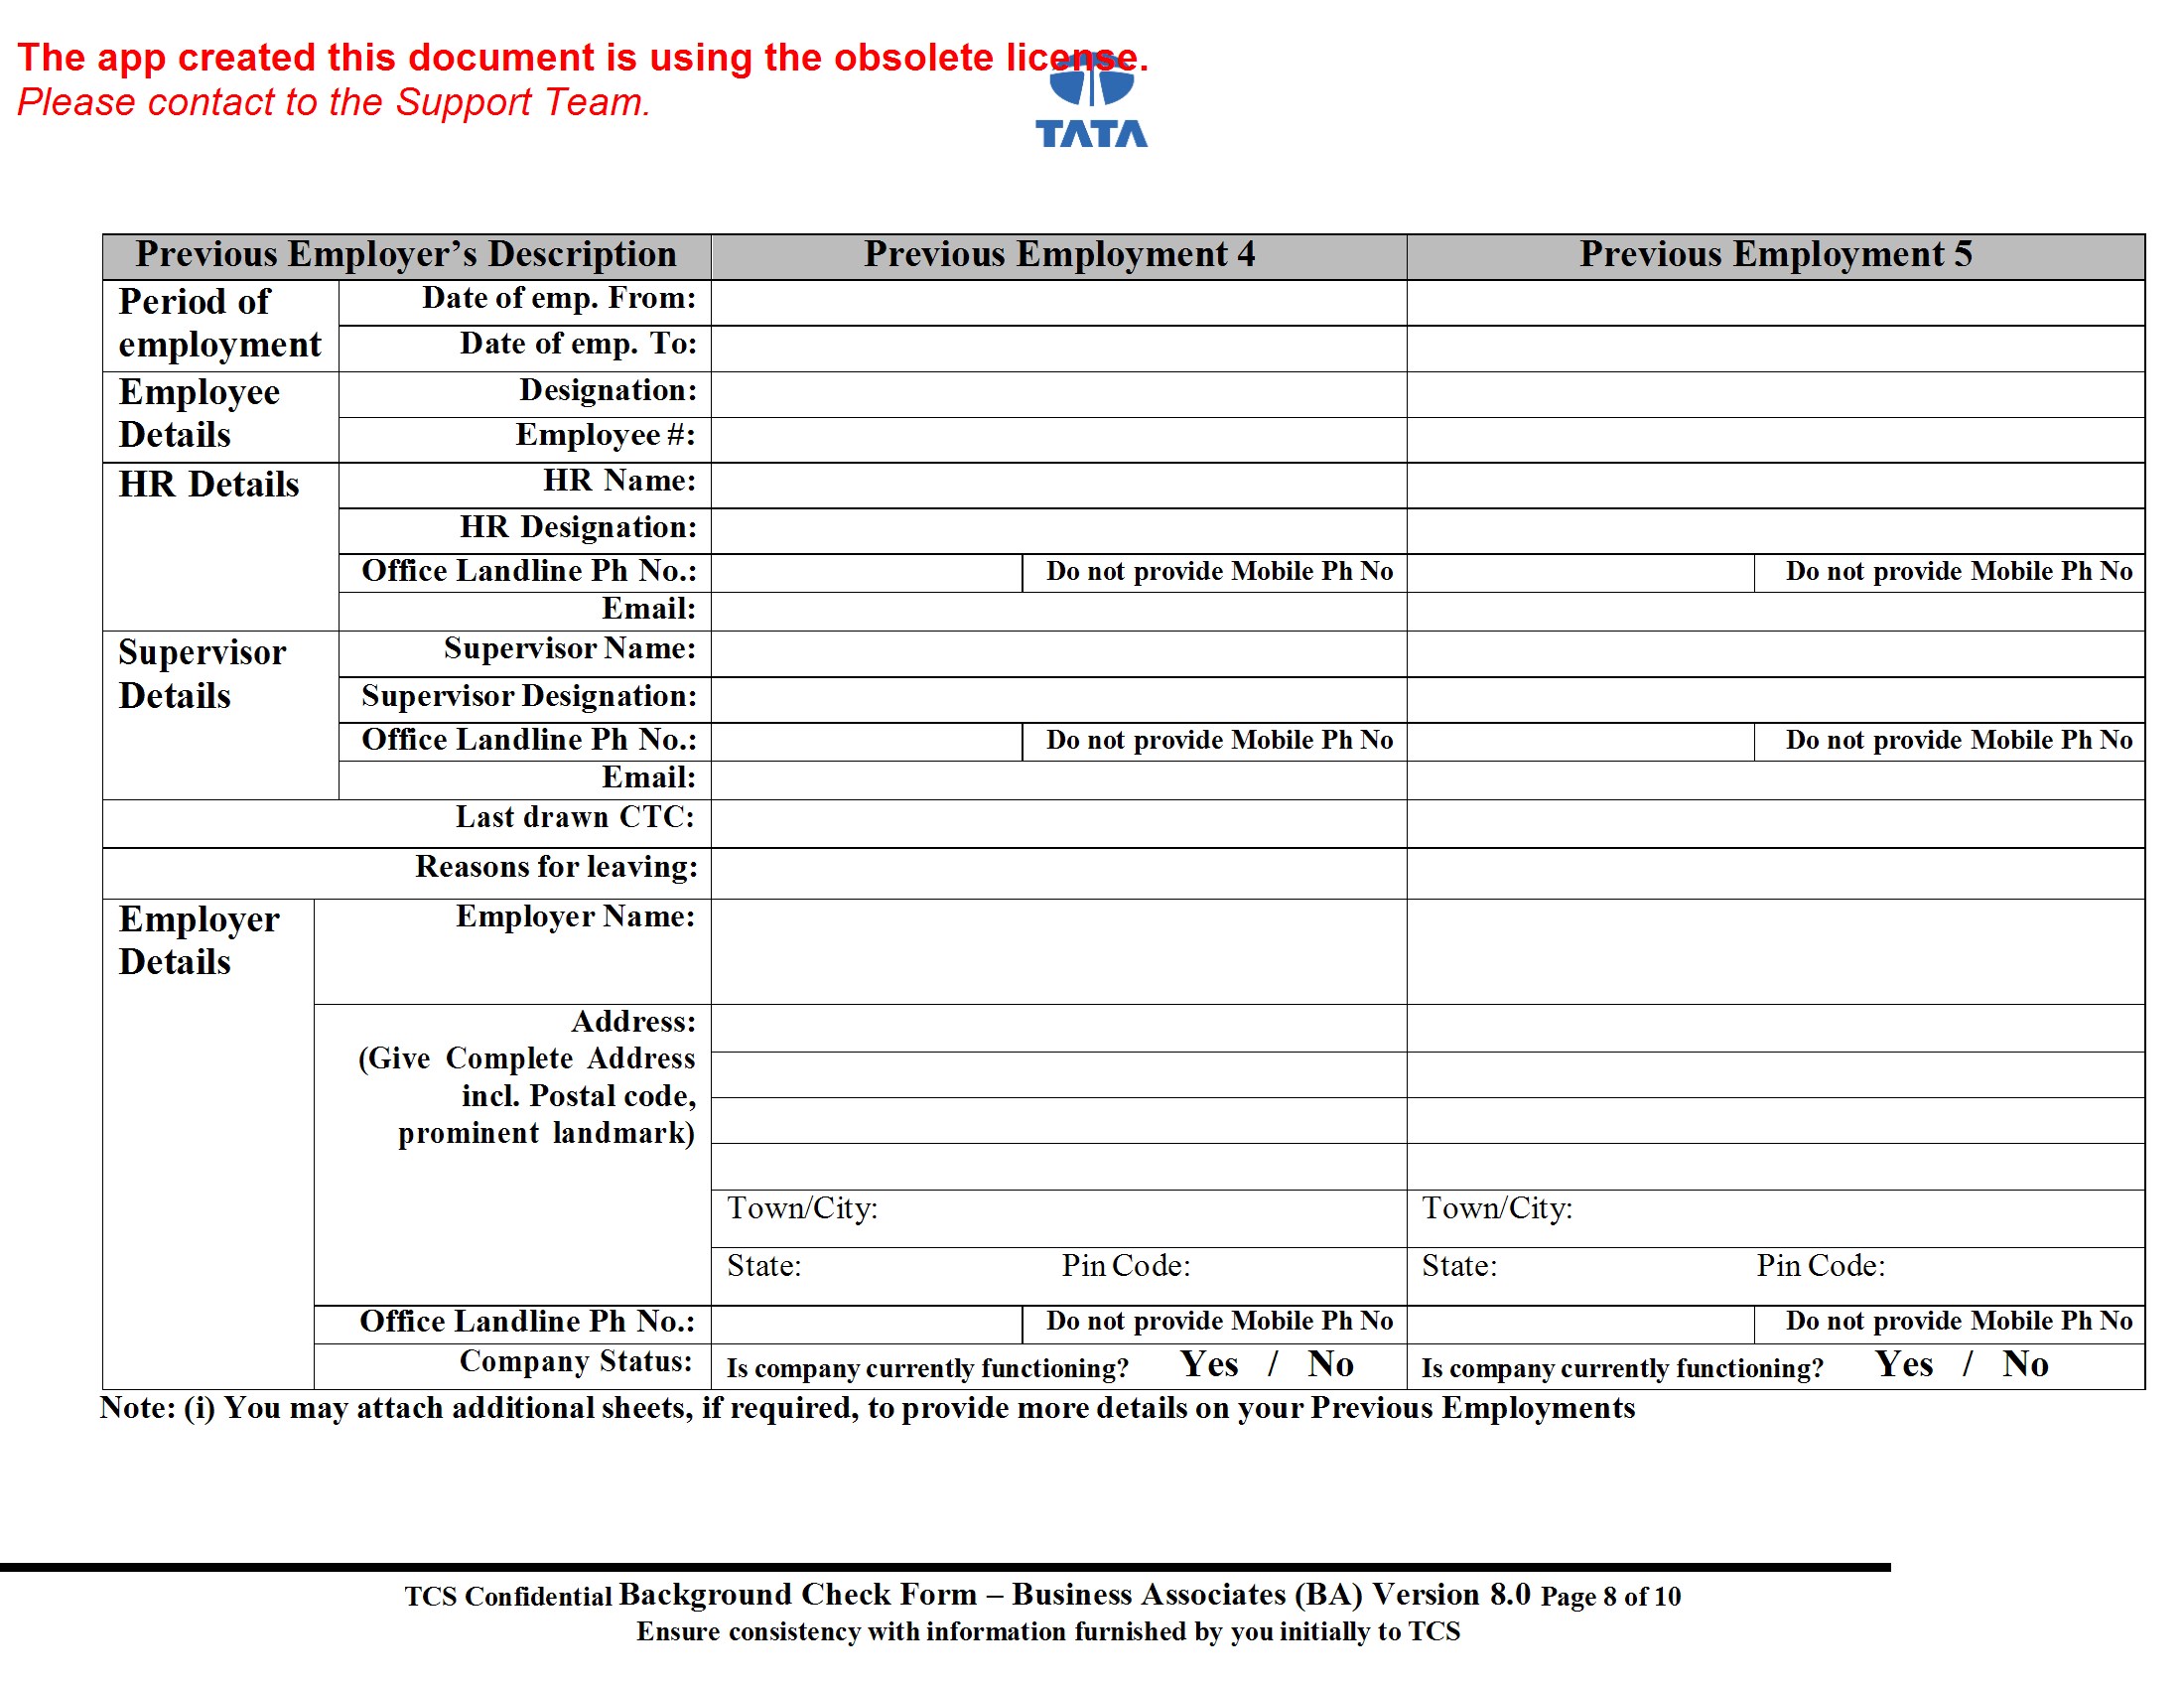 The app created this document is using the obsolete license.
Please contact to the Support Team.
TATA
Previous Employer’s Description Previous Employment 4 Previous Employment 5
Period of employment
Date of emp. From:
Date of emp. To:
Employee Details
Designation:
Employee #:
HR Details
HR Name:
HR Designation:
Office Landline Ph No.: Do not provide Mobile Ph No Do not provide Mobile Ph No
Email:
Supervisor Details
Supervisor Name:
Supervisor Designation:
Office Landline Ph No.: Do not provide Mobile Ph No Do not provide Mobile Ph No
Email:
Last drawn CTC:
Reasons for leaving:
Employer Details
Employer Name:
Address:
(Give Complete Address
incl. Postal code,
prominent landmark)
Town/City: Town/City:
State: Pin Code: State: Pin Code:
Office Landline Ph No.: Do not provide Mobile Ph No Do not provide Mobile Ph No
Company Status: Is company currently functioning? Yes / No Is company currently functioning? Yes / No
Note: (i) You may attach additional sheets, if required, to provide more details on your Previous Employments
TCS Confidential Background Check Form – Business Associates (BA) Version 8.0 Page 8 of 10
Ensure consistency with information furnished by you initially to TCS